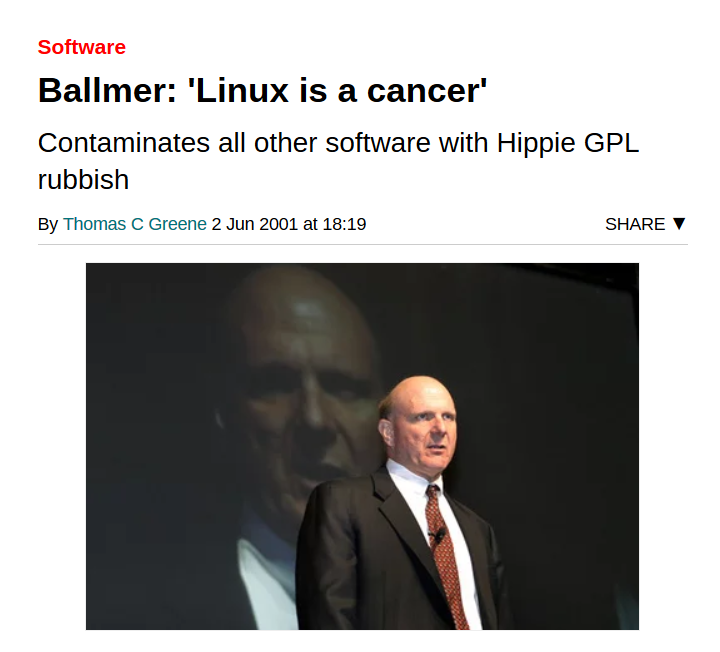 Software
Ballmer: 'Linux is a cancer'
Contaminates all other software with Hippie GPL
rubbish
By Thomas C Greene 2 Jun 2001 at 18:19
SHARE ▼